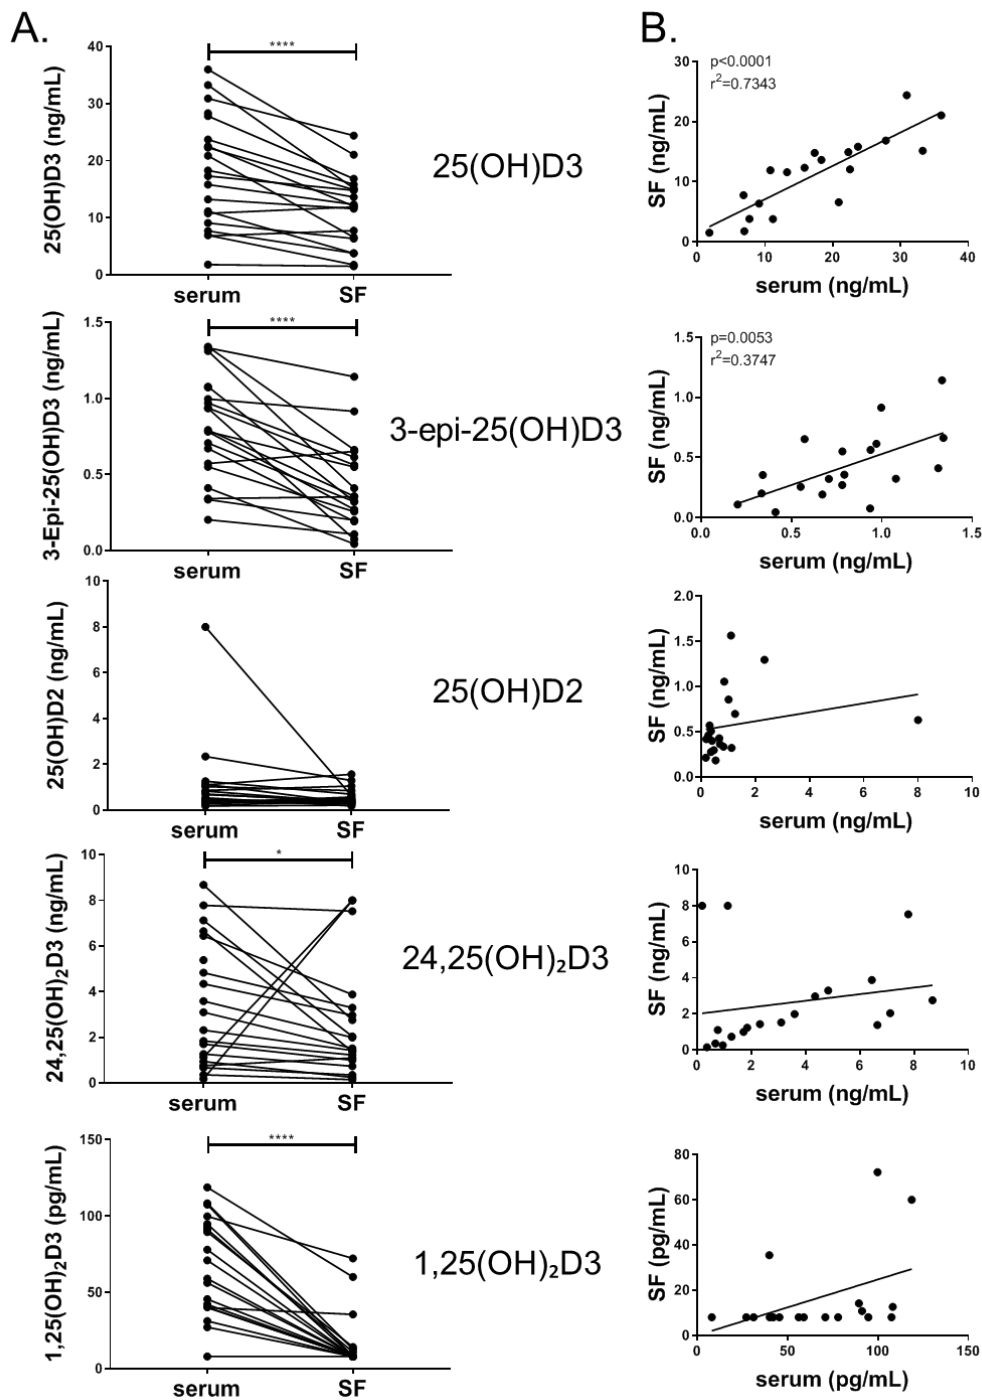 A.
B.
25(OH)D3 (ng/mL)
40
30
20
10
0
****
serum
SF
25(OH)D3
SF (ng/mL)
30
20
10
0
p<0.0001
r²=0.7343
0
10
20
30
40
serum (ng/mL)
3-Epi-25(OH)D3 (ng/mL)
1.5
1.0
0.5
0.0
****
serum
SF
3-epi-25(OH)D3
SF (ng/mL)
1.5
1.0
0.5
0.0
p=0.0053
r²=0.3747
0.0
0.5
1.0
1.5
serum (ng/mL)
25(OH)D2 (ng/mL)
10
8
6
4
2
0
serum
SF
25(OH)D2
SF (ng/mL)
2.0
1.5
1.0
0.5
0.0
0
2
4
6
8
10
serum (ng/mL)
24,25(OH)₂D3 (ng/mL)
10
8
6
4
2
0
*
serum
SF
24,25(OH)₂D3
SF (ng/mL)
10
8
6
4
2
0
0
2
4
6
8
10
serum (ng/mL)
1,25(OH)₂D3 (pg/mL)
150
100
50
0
****
serum
SF
1,25(OH)₂D3
SF (pg/mL)
80
60
40
20
0
0
50
100
150
serum (pg/mL)